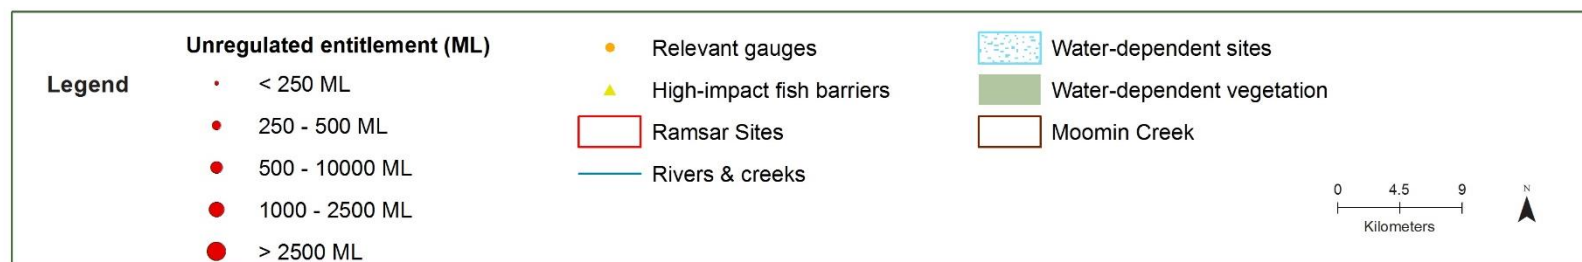 Legend
Unregulated entitlement (ML)
< 250 ML
250 - 500 ML
500 - 10000 ML
1000 - 2500 ML
> 2500 ML
Relevant gauges
High-impact fish barriers
Ramsar Sites
Rivers & creeks
Water-dependent sites
Water-dependent vegetation
Moomin Creek
0 4.5 9
Kilometers
N